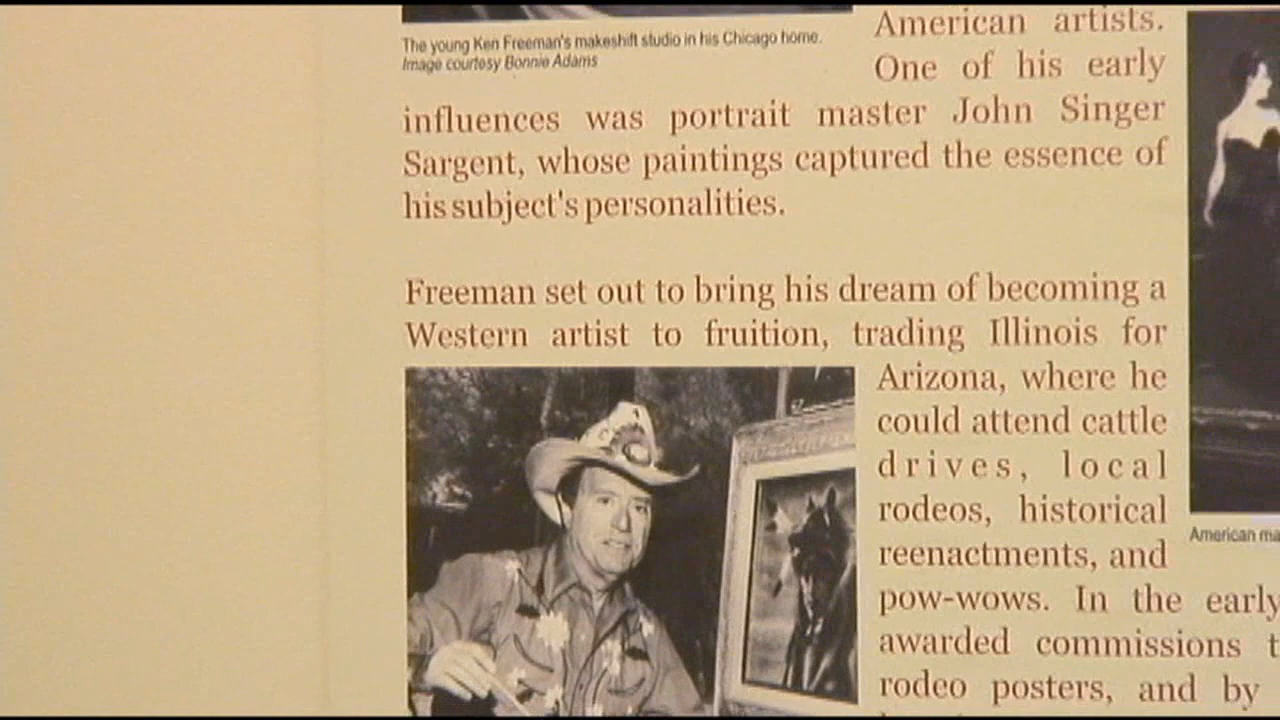 The young Ken Freeman's makeshift studio in his Chicago home.
Image courtesy Bonnie Adams
American artists.
One of his early
influences was portrait master John Singer
Sargent, whose paintings captured the essence of
his subject's personalities.
Freeman set out to bring his dream of becoming a
Western artist to fruition, trading Illinois for
Arizona, where he
could attend cattle
drives, local
rodeos, historical
reenactments, and
pow-wows. In the early
awarded commissions
rodeo posters, and by
American